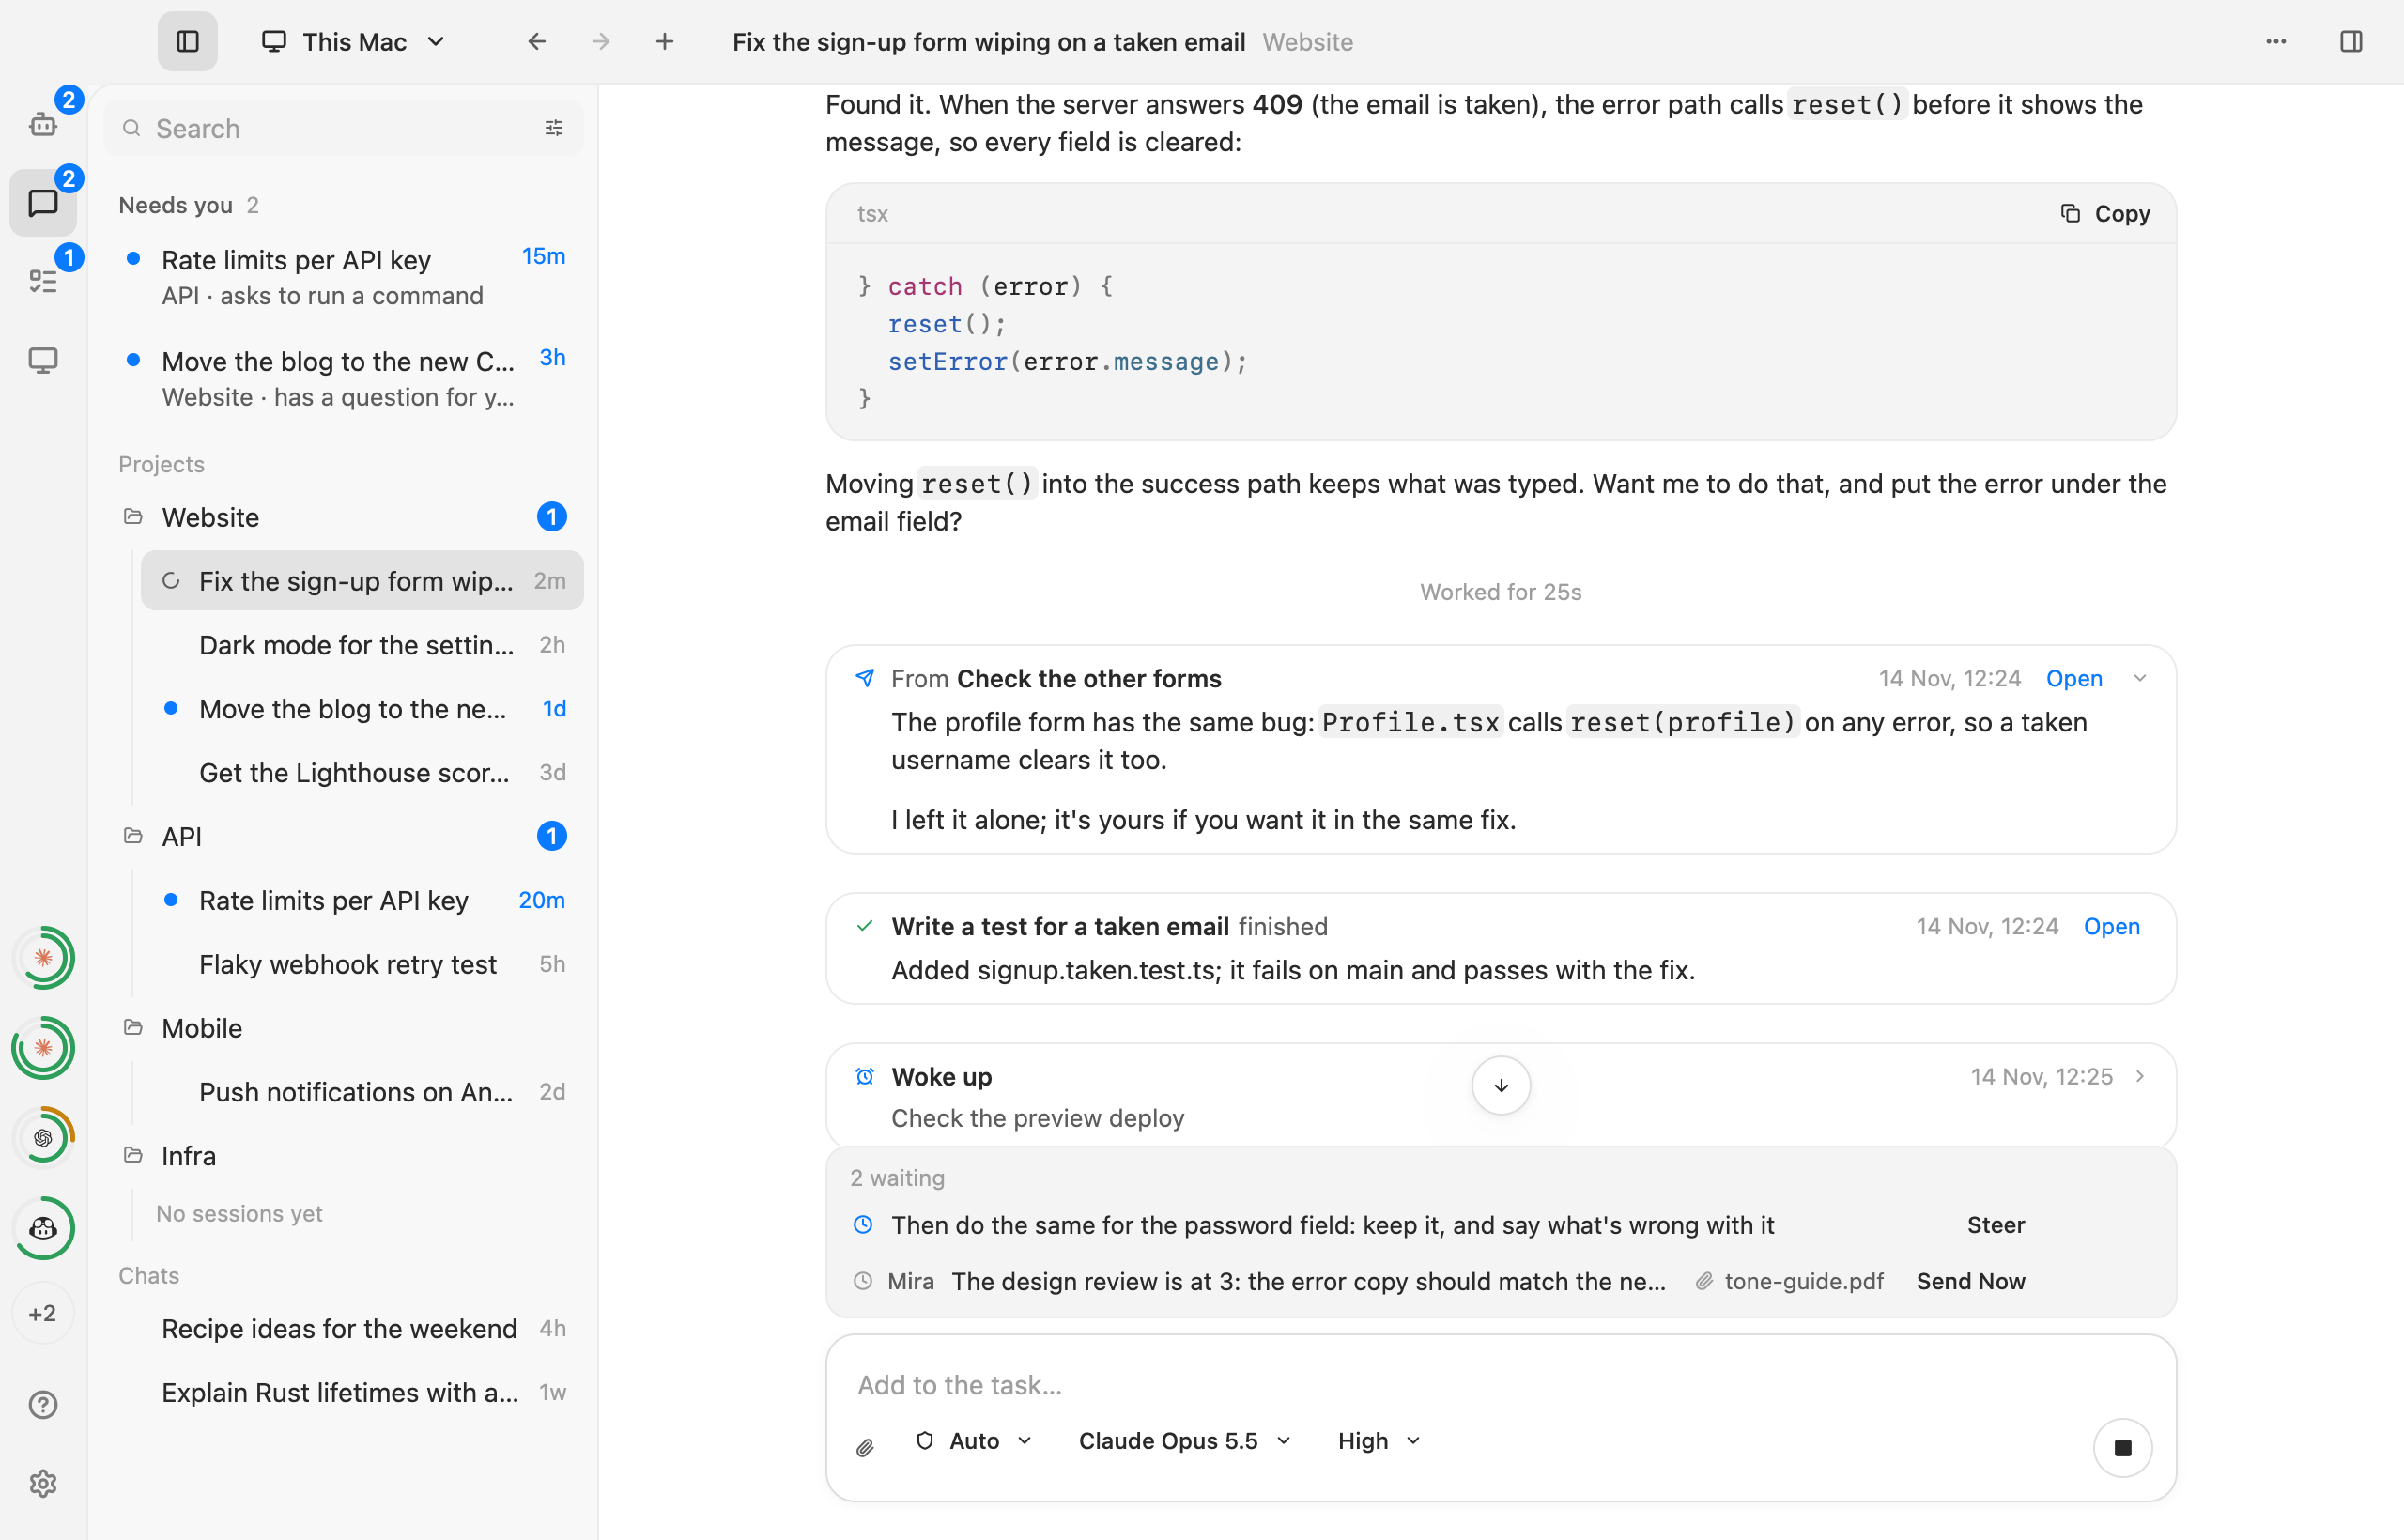 This Mac
Fix the sign-up form wiping on a taken email Website
2
2
1
+2
Search
Needs you 2
Rate limits per API key 15m
API · asks to run a command
Move the blog to the new C... 3h
Website · has a question for y...
Projects
Website 1
Fix the sign-up form wip... 2m
Dark mode for the settin... 2h
Move the blog to the ne... 1d
Get the Lighthouse scor... 3d
API 1
Rate limits per API key 20m
Flaky webhook retry test 5h
Mobile
Push notifications on An... 2d
Infra
No sessions yet
Chats
Recipe ideas for the weekend 4h
Explain Rust lifetimes with a... 1w
Found it. When the server answers 409 (the email is taken), the error path calls reset() before it shows the
message, so every field is cleared:
tsx Copy
} catch (error) {
reset();
setError(error.message);
}
Moving reset() into the success path keeps what was typed. Want me to do that, and put the error under the
email field?
Worked for 25s
From Check the other forms 14 Nov, 12:24 Open
The profile form has the same bug: Profile.tsx calls reset(profile) on any error, so a taken
username clears it too.
I left it alone; it's yours if you want it in the same fix.
Write a test for a taken email finished 14 Nov, 12:24 Open
Added signup.taken.test.ts; it fails on main and passes with the fix.
Woke up 14 Nov, 12:25
Check the preview deploy
2 waiting
Then do the same for the password field: keep it, and say what's wrong with it Steer
Mira The design review is at 3: the error copy should match the ne... tone-guide.pdf Send Now
Add to the task...
Auto Claude Opus 5.5 High